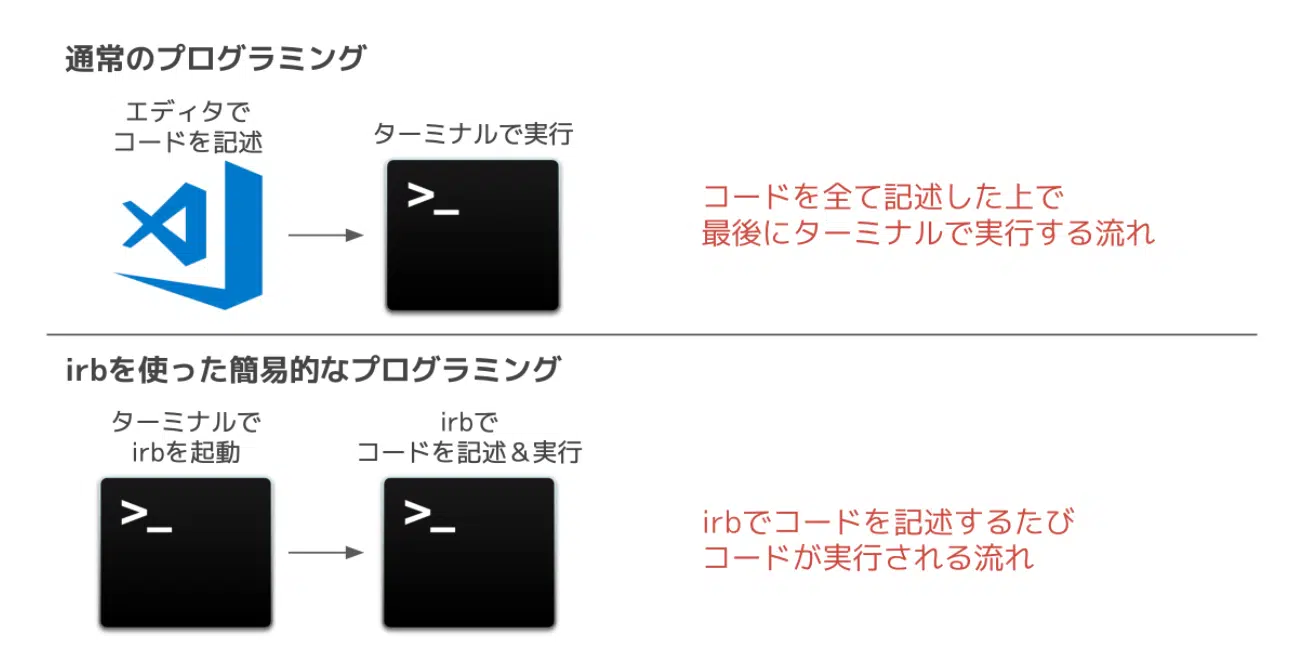 通常のプログラミング
エディタで
コードを記述
ターミナルで実行
>_
コードを全て記述した上で
最後にターミナルで実行する流れ
irbを使った簡易的なプログラミング
ターミナルで
irbを起動
irbで
コードを記述＆実行
>_
>_
irbでコードを記述するたび
コードが実行される流れ